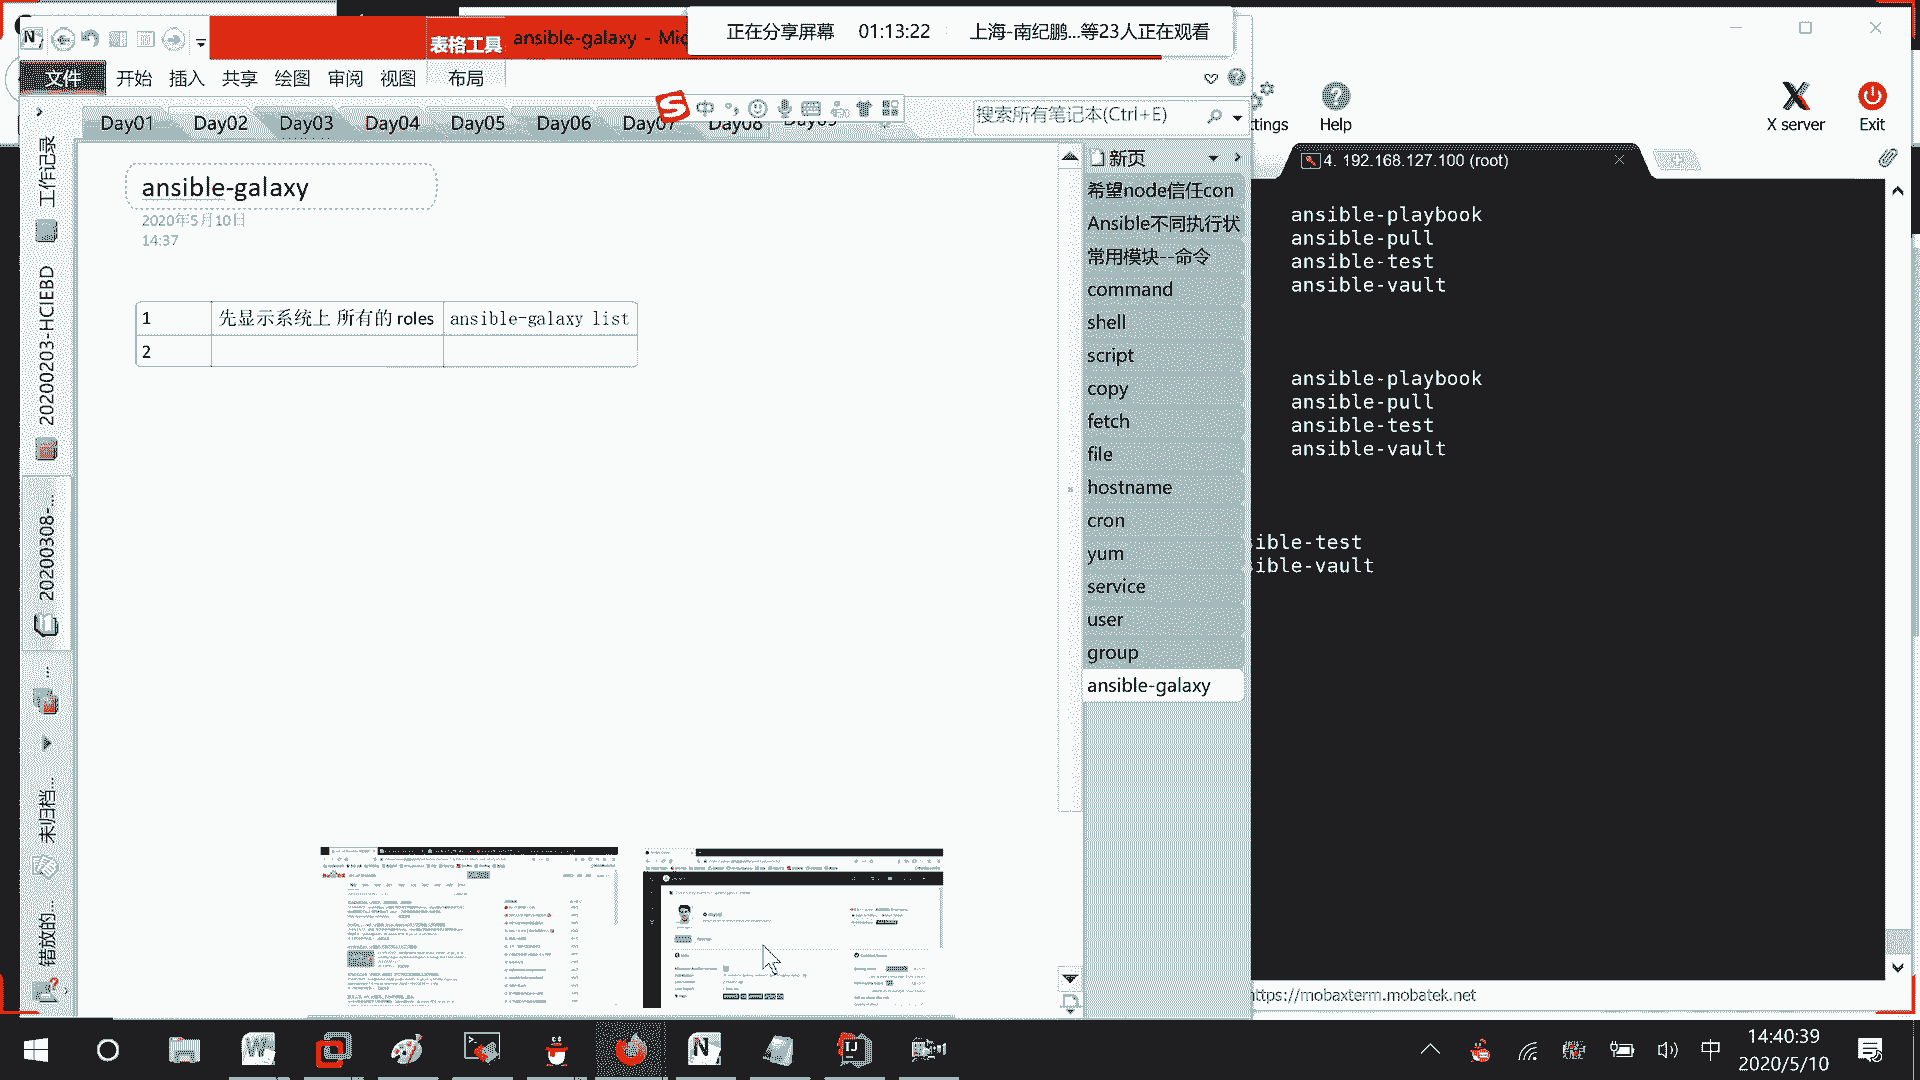 正在分享屏幕 01:13:22 上海-南纪鹏...等23人正在观看
表格工具 ansible-galaxy - Mic
文件 开始 插入 共享 绘图 审阅 视图 布局
Day01 Day02 Day03 Day04 Day05 Day06 Day07 Day08
中
搜索所有笔记本(Ctrl+E)
ansible-galaxy
2020年5月10日
14:37
1 先显示系统上 所有的 roles ansible-galaxy list
2
工作记录
20200203-HCIEBD
20200308-...
...
未归档...
错放的...
新页
希望node信任con
Ansible不同执行状
常用模块--命令
command
shell
script
copy
fetch
file
hostname
cron
yum
service
user
group
ansible-galaxy
ttings Help X server Exit
4. 192.168.127.100 (root)
ansible-playbook
ansible-pull
ansible-test
ansible-vault
ansible-playbook
ansible-pull
ansible-test
ansible-vault
sible-test
sible-vault
https://mobaxterm.mobatek.net
中
14:40:39
2020/5/10